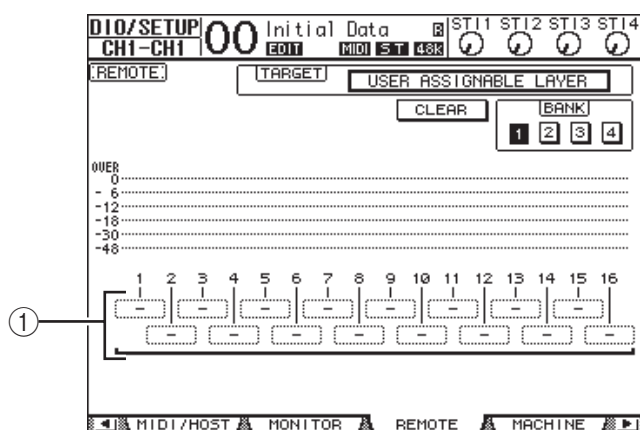 DIO/SETUP
CH1-CH1
00
Initial Data
R
EDIT
MIDI
ST
48K
STI1 STI2 STI3 STI4
REMOTE
TARGET
USER ASSIGNABLE LAYER
CLEAR
BANK
1 2 3 4
OVER
0
- 6
-12
-18
-30
-48
1 2 3 4 5 6 7 8 9 10 11 12 13 14 15 16
- - - - - - - -
- - - - - - - -
1
MIDI/HOST MONITOR REMOTE MACHINE